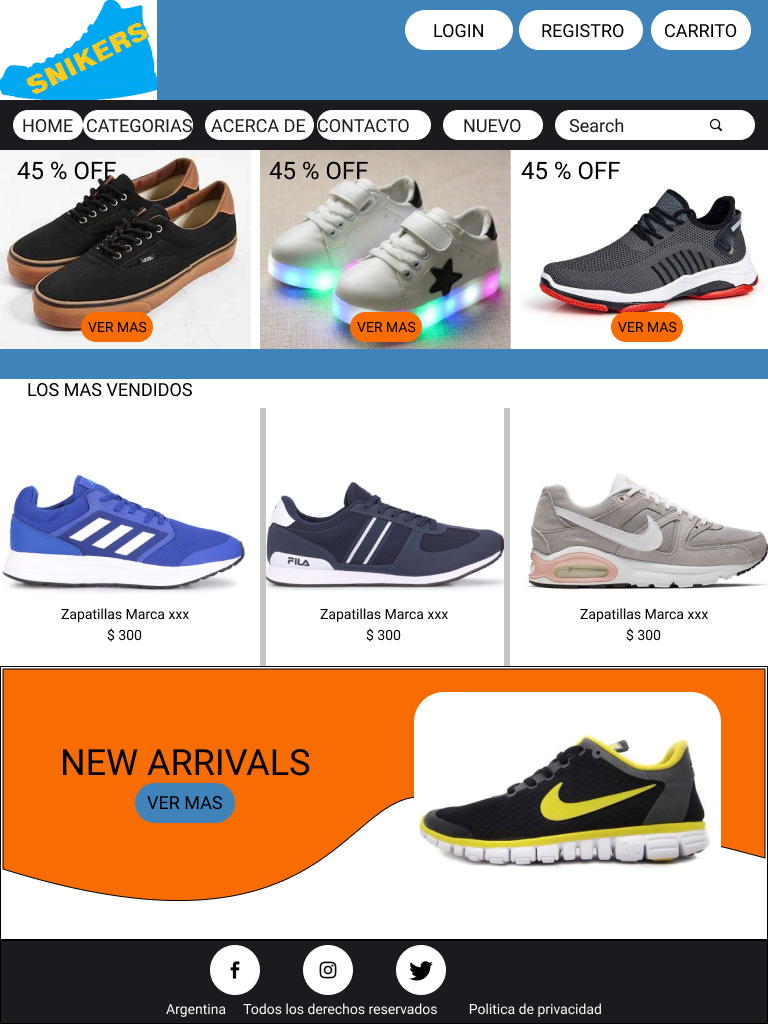 SNIKERS
LOGIN
REGISTRO
CARRITO
HOME
CATEGORIAS
ACERCA DE
CONTACTO
NUEVO
Search
45 % OFF
45 % OFF
45 % OFF
VER MAS
VER MAS
VER MAS
LOS MAS VENDIDOS
FILA
Zapatillas Marca xxx
$ 300
Zapatillas Marca xxx
$ 300
Zapatillas Marca xxx
$ 300
NEW ARRIVALS
VER MAS
Argentina
Todos los derechos reservados
Politica de privacidad